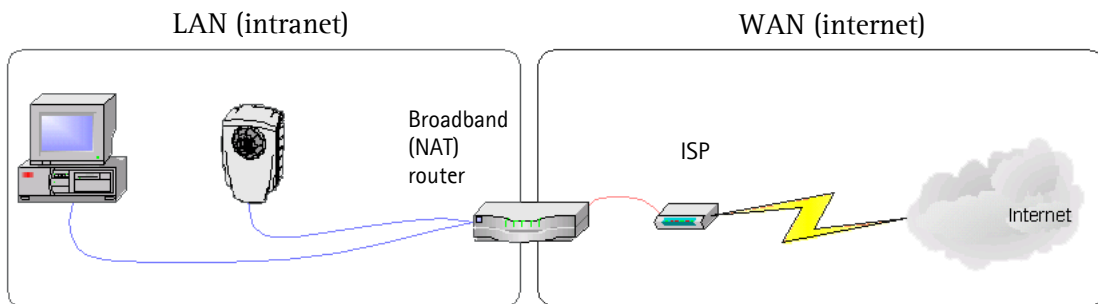 LAN (intranet)
WAN (internet)
Broadband
(NAT)
router
ISP
Internet